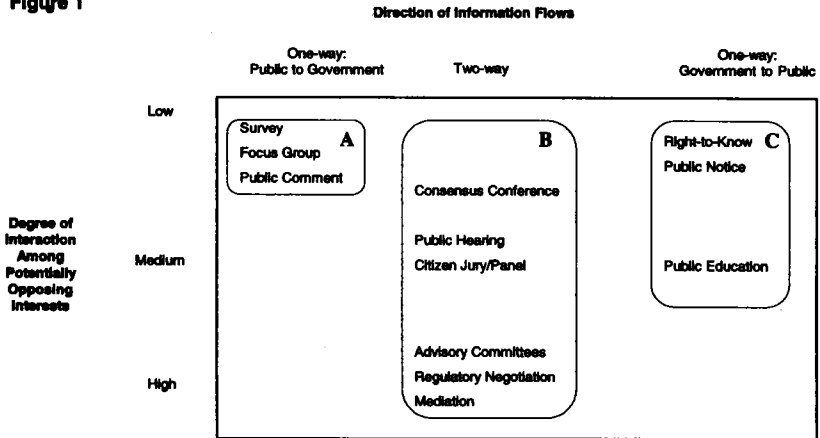 Figure 1
Direction of Information Flows
One-way:
Public to Government
Two-way
One-way:
Government to Public
Low
Survey
A
Focus Group
Public Comment
B
Consensus Conference
Right-to-Know
C
Public Notice
Degree of
Interaction
Among
Potentially
Opposing
Interests
Medium
Public Hearing
Citizen Jury/Panel
Public Education
High
Advisory Committees
Regulatory Negotiation
Mediation